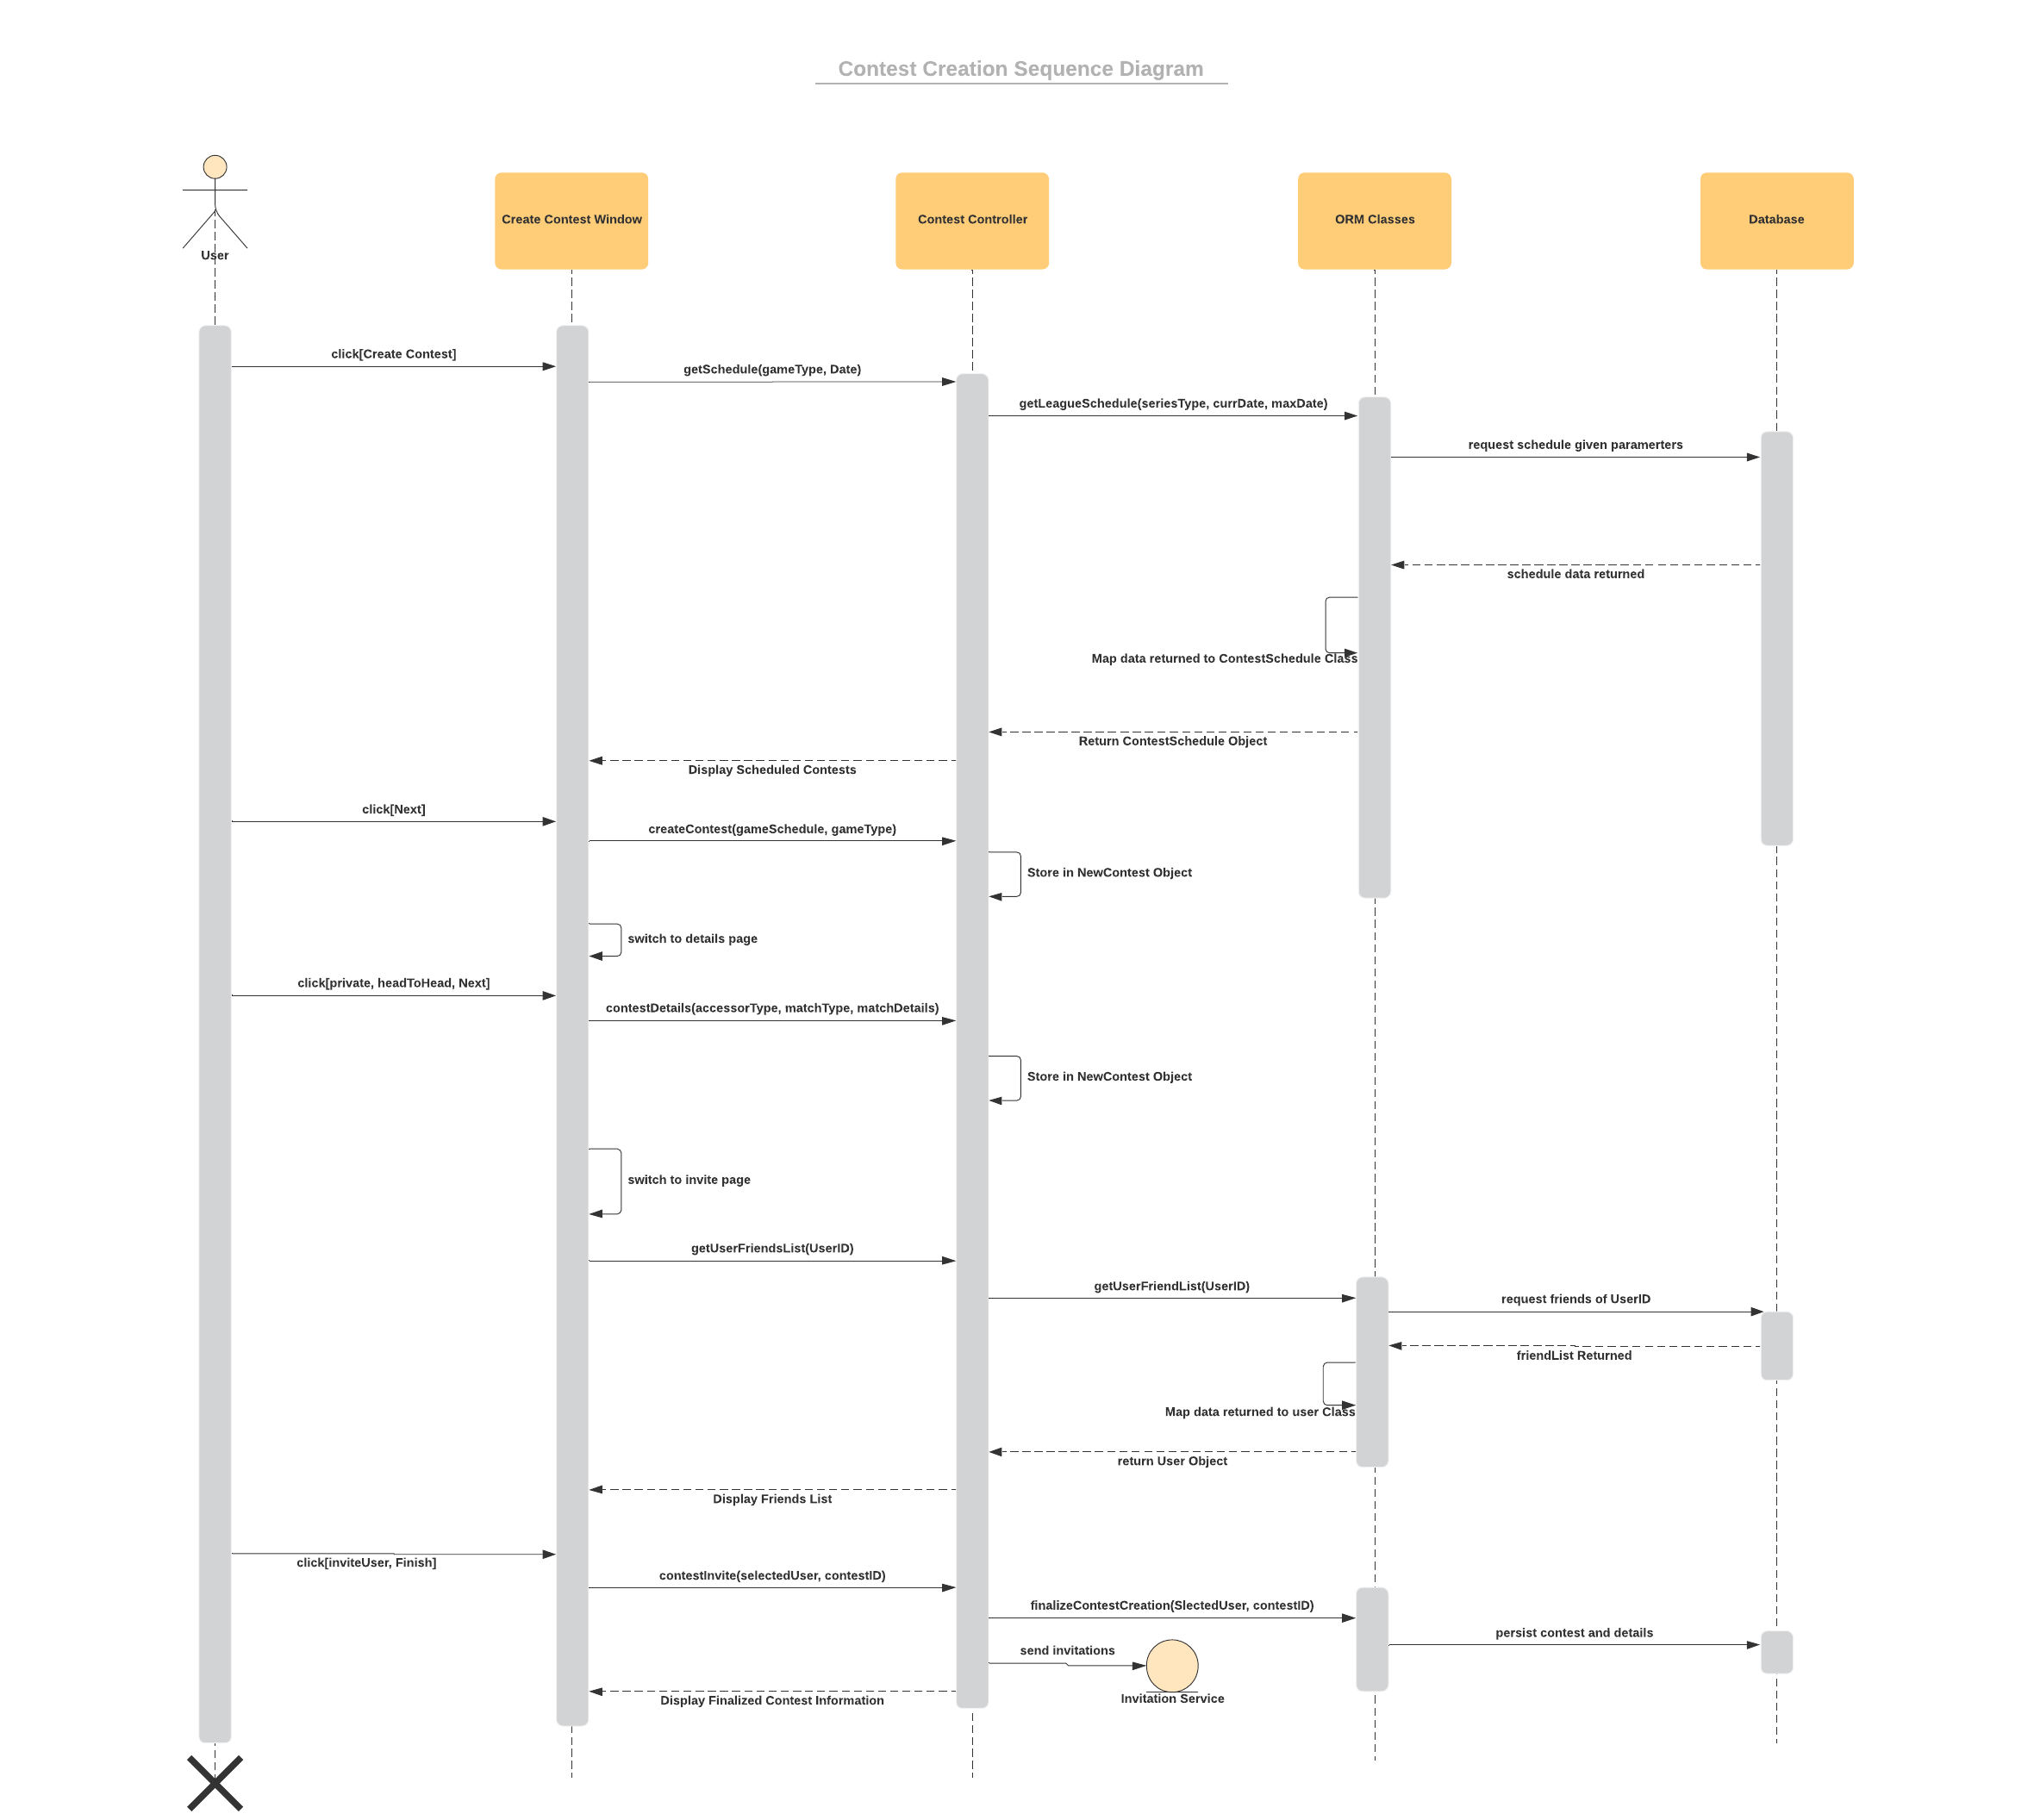 Contest Creation Sequence Diagram
User
Create Contest Window
Contest Controller
ORM Classes
Database
click[Create Contest]
getSchedule(gameType, Date)
getLeagueSchedule(seriesType, currDate, maxDate)
request schedule given paramerters
schedule data returned
Map data returned to ContestSchedule Class
Return ContestSchedule Object
Display Scheduled Contests
click[Next]
createContest(gameSchedule, gameType)
Store in NewContest Object
switch to details page
click[private, headToHead, Next]
contestDetails(accessorType, matchType, matchDetails)
Store in NewContest Object
switch to invite page
getUserFriendsList(UserID)
getUserFriendList(UserID)
request friends of UserID
friendList Returned
Map data returned to user Class
return User Object
Display Friends List
click[inviteUser, Finish]
contestInvite(selectedUser, contestID)
finalizeContestCreation(SlectedUser, contestID)
persist contest and details
send invitations
Invitation Service
Display Finalized Contest Information